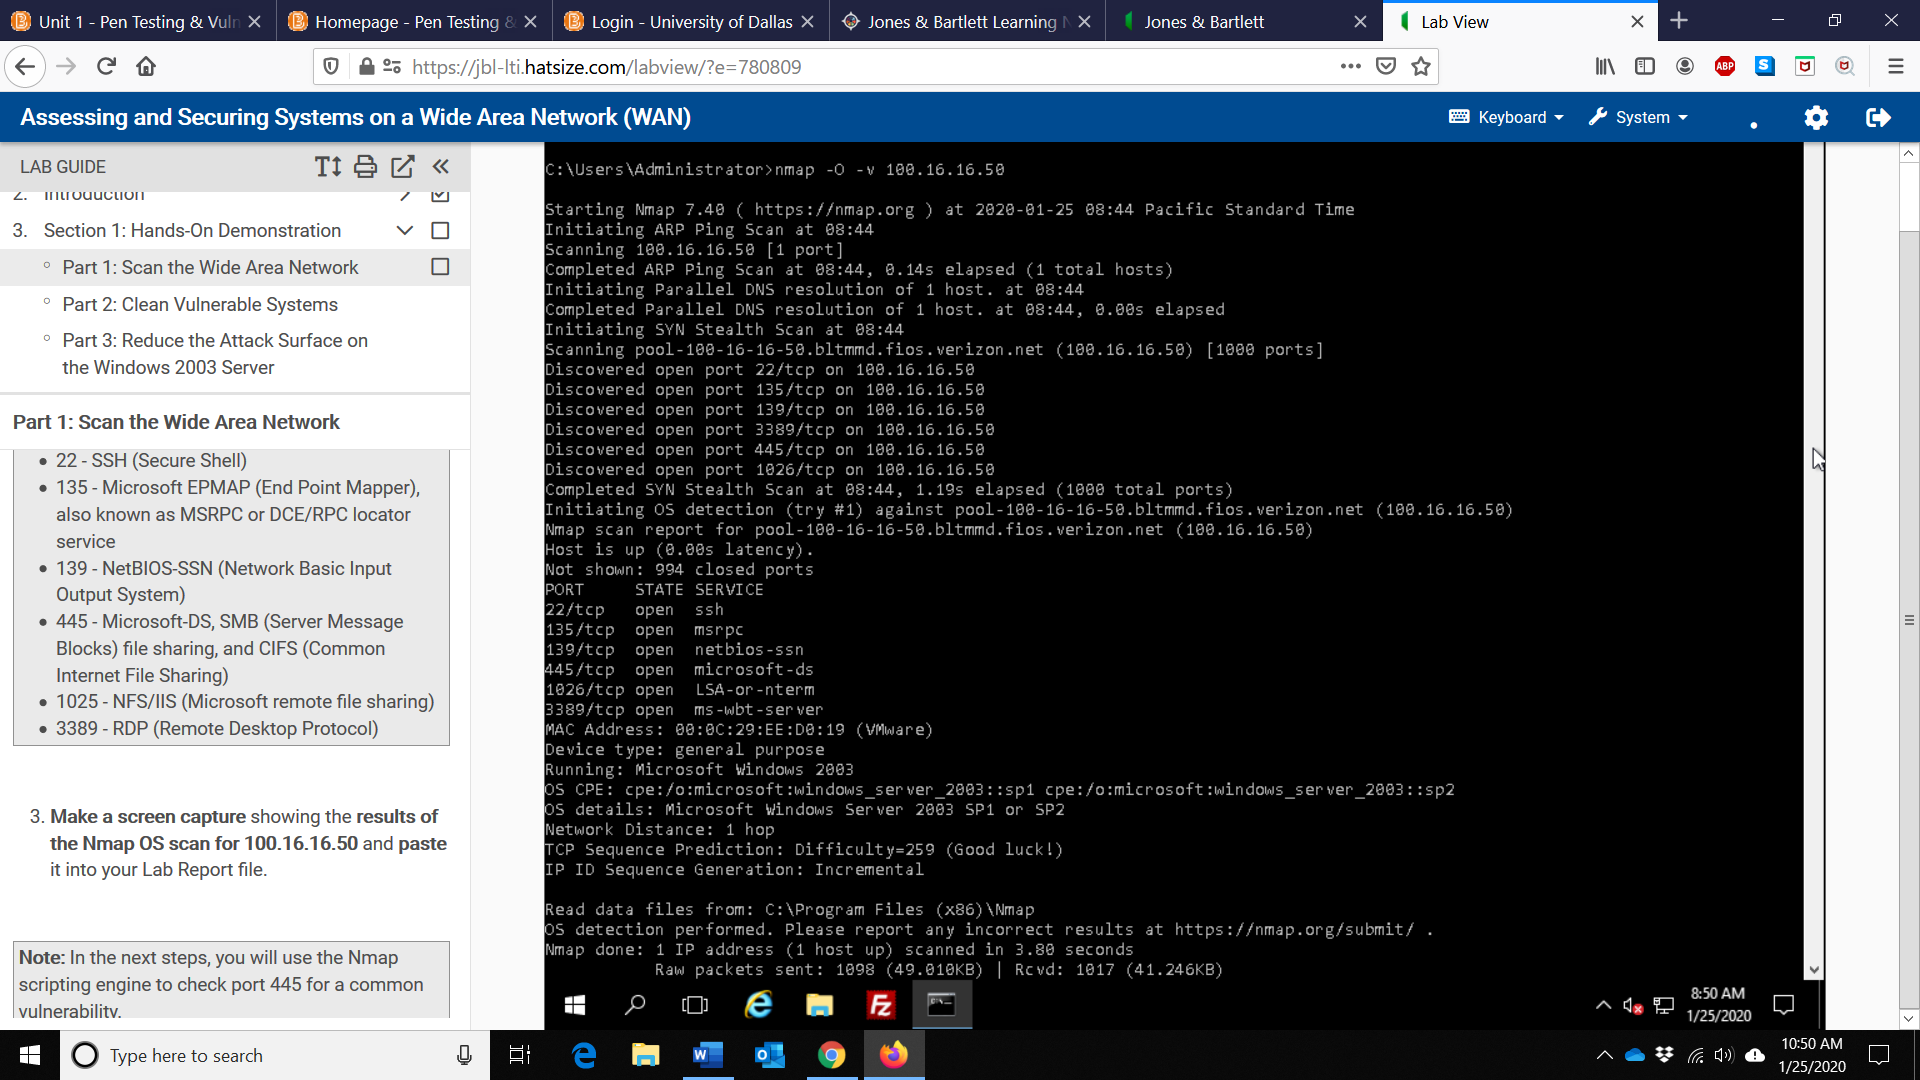 Unit 1 - Pen Testing & Vuln
Homepage - Pen Testing &
Login - University of Dallas
Jones & Bartlett Learning N
Jones & Bartlett
Lab View
https://jbl-lti.hatsize.com/labview/?e=780809
Assessing and Securing Systems on a Wide Area Network (WAN)
Keyboard
System
LAB GUIDE
2. Introduction
3. Section 1: Hands-On Demonstration
Part 1: Scan the Wide Area Network
Part 2: Clean Vulnerable Systems
Part 3: Reduce the Attack Surface on
the Windows 2003 Server
Part 1: Scan the Wide Area Network
• 22 - SSH (Secure Shell)
• 135 - Microsoft EPMAP (End Point Mapper),
also known as MSRPC or DCE/RPC locator
service
• 139 - NetBIOS-SSN (Network Basic Input
Output System)
• 445 - Microsoft-DS, SMB (Server Message
Blocks) file sharing, and CIFS (Common
Internet File Sharing)
• 1025 - NFS/IIS (Microsoft remote file sharing)
• 3389 - RDP (Remote Desktop Protocol)
3. Make a screen capture showing the results
of the Nmap OS scan for 100.16.16.50 and paste
it into your Lab Report file.
Note: In the next steps, you will use the Nmap
scripting engine to check port 445 for a common
vulnerability.
C:\Users\Administrator>nmap -O -v 100.16.16.50
Starting Nmap 7.40 ( https://nmap.org ) at 2020-01-25 08:44 Pacific Standard Time
Initiating ARP Ping Scan at 08:44
Scanning 100.16.16.50 [1 port]
Completed ARP Ping Scan at 08:44, 0.14s elapsed (1 total hosts)
Initiating Parallel DNS resolution of 1 host. at 08:44
Completed Parallel DNS resolution of 1 host. at 08:44, 0.00s elapsed
Initiating SYN Stealth Scan at 08:44
Scanning pool-100-16-16-50.bltmmd.fios.verizon.net (100.16.16.50) [1000 ports]
Discovered open port 22/tcp on 100.16.16.50
Discovered open port 135/tcp on 100.16.16.50
Discovered open port 139/tcp on 100.16.16.50
Discovered open port 3389/tcp on 100.16.16.50
Discovered open port 445/tcp on 100.16.16.50
Discovered open port 1026/tcp on 100.16.16.50
Completed SYN Stealth Scan at 08:44, 1.19s elapsed (1000 total ports)
Initiating OS detection (try #1) against pool-100-16-16-50.bltmmd.fios.verizon.net (100.16.16.50)
Nmap scan report for pool-100-16-16-50.bltmmd.fios.verizon.net (100.16.16.50)
Host is up (0.00s latency).
Not shown: 994 closed ports
PORT STATE SERVICE
22/tcp open ssh
135/tcp open msrpc
139/tcp open netbios-ssn
445/tcp open microsoft-ds
1026/tcp open LSA-or-nterm
3389/tcp open ms-wbt-server
MAC Address: 00:0C:29:EE:D0:19 (VMware)
Device type: general purpose
Running: Microsoft Windows 2003
OS CPE: cpe:/o:microsoft:windows_server_2003::sp1 cpe:/o:microsoft:windows_server_2003::sp2
OS details: Microsoft Windows Server 2003 SP1 or SP2
Network Distance: 1 hop
TCP Sequence Prediction: Difficulty=259 (Good luck!)
IP ID Sequence Generation: Incremental
Read data files from: C:\Program Files (x86)\Nmap
OS detection performed. Please report any incorrect results at https://nmap.org/submit/ .
Nmap done: 1 IP address (1 host up) scanned in 3.80 seconds
Raw packets sent: 1098 (49.010KB) | Rcvd: 1017 (41.246KB)
8:50 AM
1/25/2020
Type here to search
10:50 AM
1/25/2020